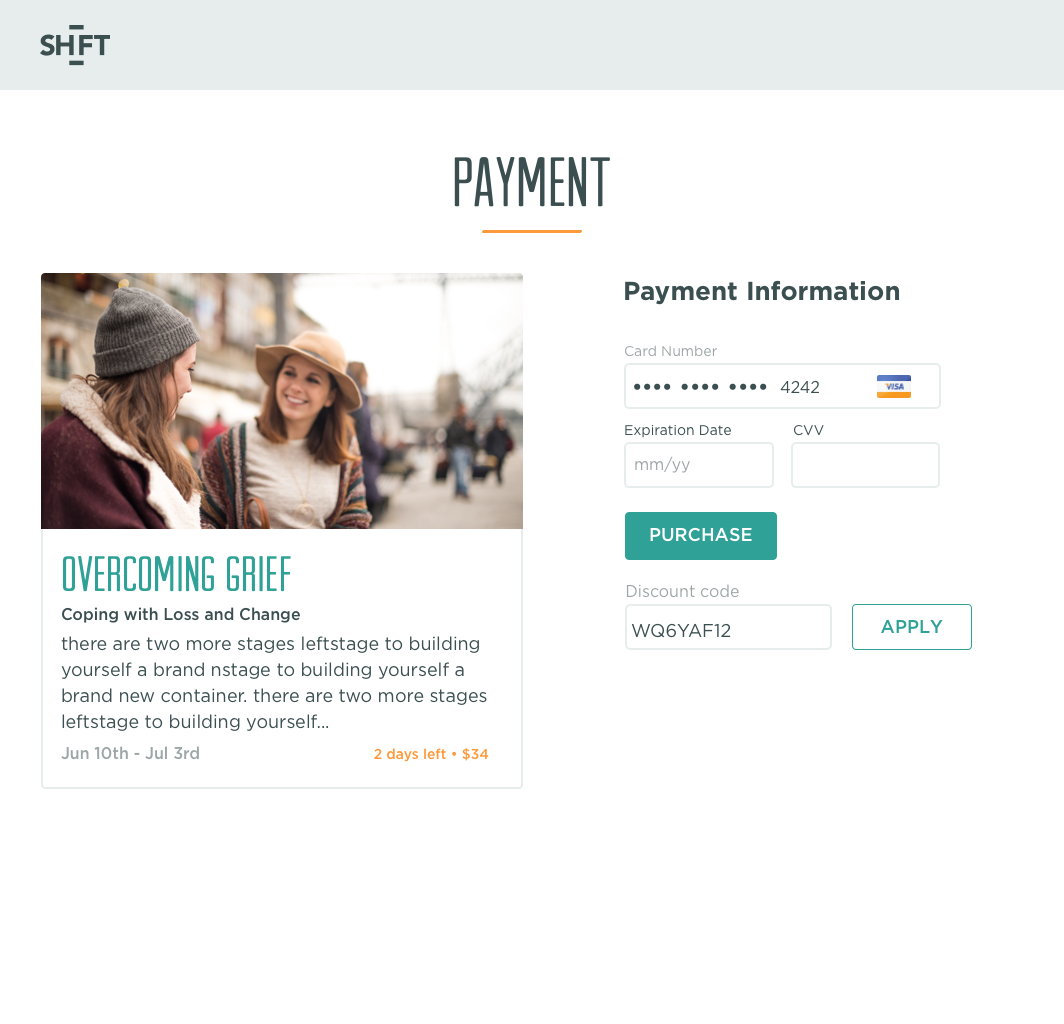 SHIFT
PAYMENT
OVERCOMING GRIEF
Coping with Loss and Change
there are two more stages leftstage to building
yourself a brand nstage to building yourself a
brand new container. there are two more stages
leftstage to building yourself...
Jun 10th - Jul 3rd
2 days left • $34
Payment Information
Card Number
•••• •••• •••• 4242
VISA
Expiration Date
CVV
mm/yy
PURCHASE
Discount code
WQ6YAF12
APPLY